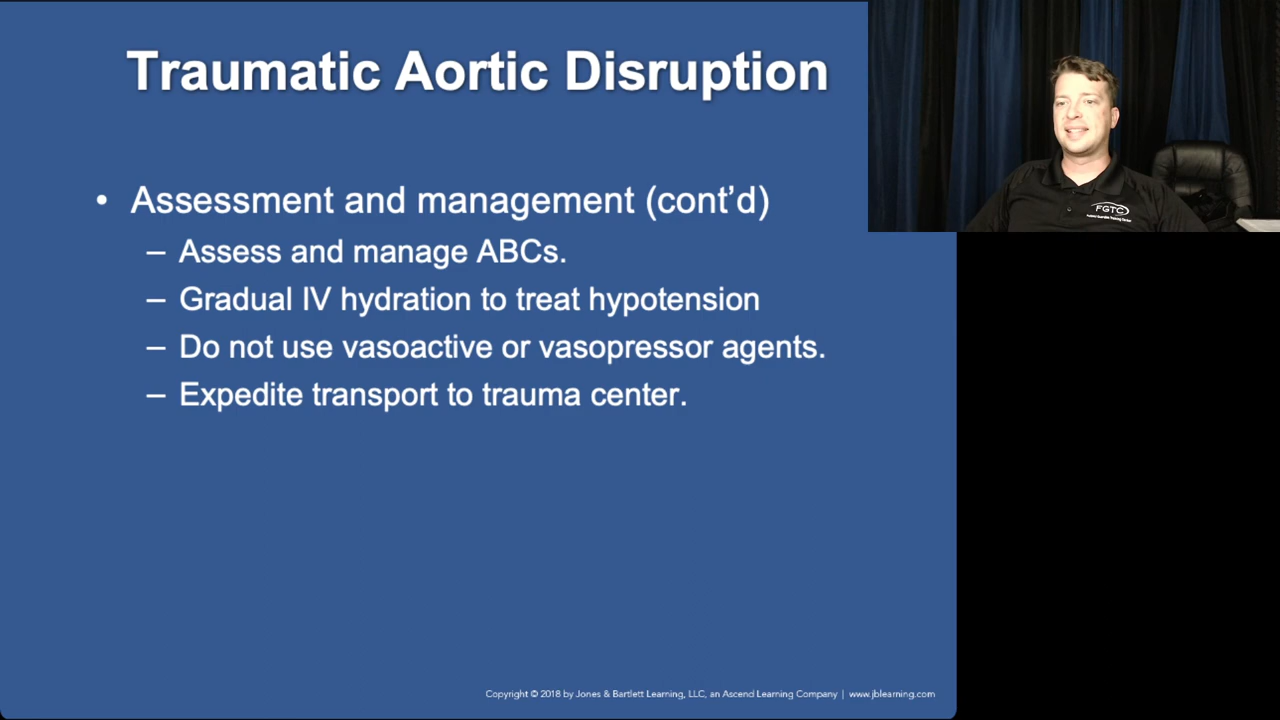 Traumatic Aortic Disruption
• Assessment and management (cont’d)
– Assess and manage ABCs.
– Gradual IV hydration to treat hypotension
– Do not use vasoactive or vasopressor agents.
– Expedite transport to trauma center.
FGTC
Copyright © 2018 by Jones & Bartlett Learning, LLC, an Ascend Learning Company | www.jblearning.com